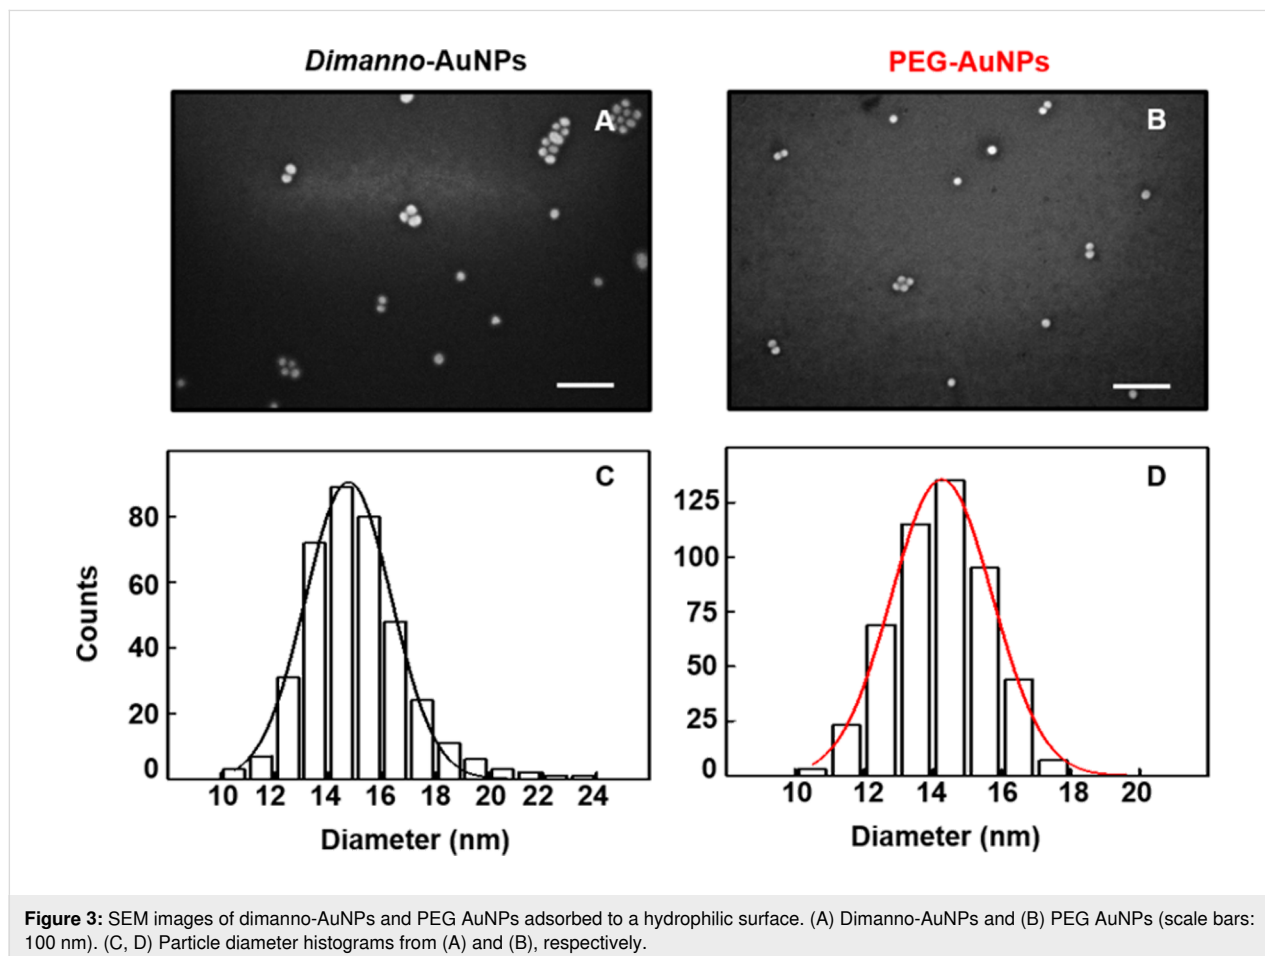 Dimanno-AuNPs
PEG-AuNPs
A
B
C
D
Counts
80
60
40
20
0
10 12 14 16 18 20 22 24
Diameter (nm)
125
100
75
50
25
0
10 12 14 16 18 20
Diameter (nm)
Figure 3: SEM images of dimanno-AuNPs and PEG AuNPs adsorbed to a hydrophilic surface. (A) Dimanno-AuNPs and (B) PEG AuNPs (scale bars:
100 nm). (C, D) Particle diameter histograms from (A) and (B), respectively.